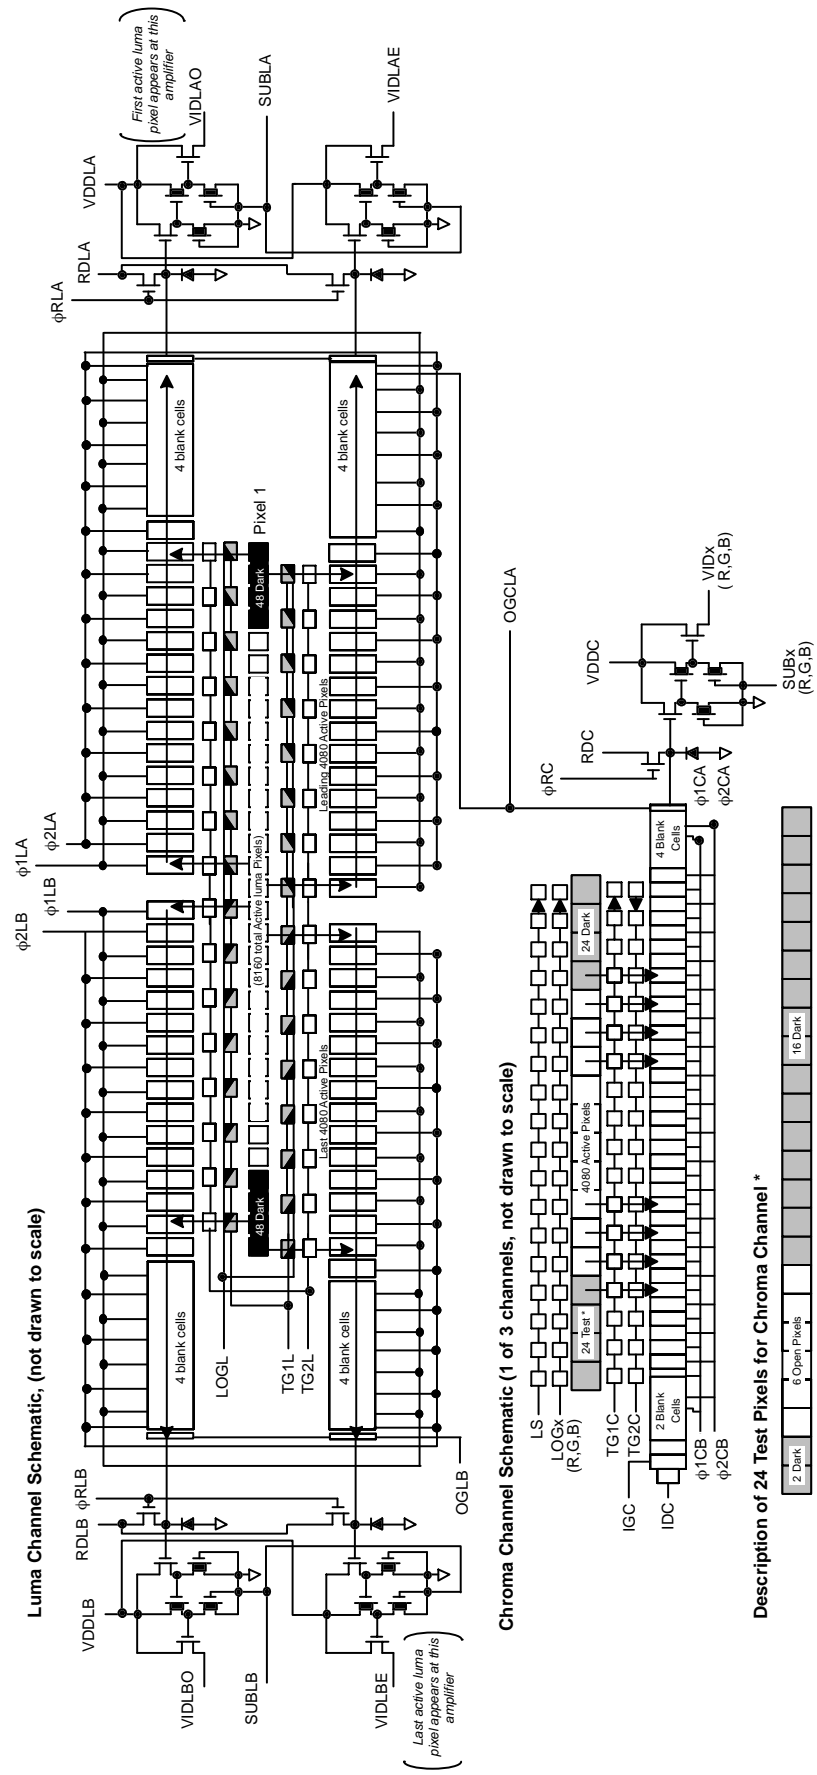 Luma Channel Schematic, (not drawn to scale)
VDDLB
RDLB
ϕRLB
VIDLBO
SUBLB
VIDLBE
(Last active luma
pixel appears at this
amplifier)
OGLB
ϕ2LB
ϕ1LB
ϕ1LA
ϕ2LA
4 blank cells
4 blank cells
4 blank cells
4 blank cells
LOGL
TG1L
TG2L
48 Dark
(8160 total Active luma Pixels)
48 Dark
Pixel 1
Last 4080 Active Pixels
Leading 4080 Active Pixels
ϕRLA
RDLA
VDDLA
(First active luma
pixel appears at this
amplifier)
VIDLAO
SUBLA
VIDLAE
OGCLA
Chroma Channel Schematic (1 of 3 channels, not drawn to scale)
LS
LOGx
(R,G,B)
TG1C
TG2C
IGC
IDC
24 Test *
4080 Active Pixels
24 Dark
2 Blank
Cells
4 Blank
Cells
ϕ1CB
ϕ2CB
ϕ1CA
ϕ2CA
ϕRC
RDC
VDDC
VIDx
( R,G,B)
SUBx
(R,G,B)
Description of 24 Test Pixels for Chroma Channel *
2 Dark
6 Open Pixels
16 Dark